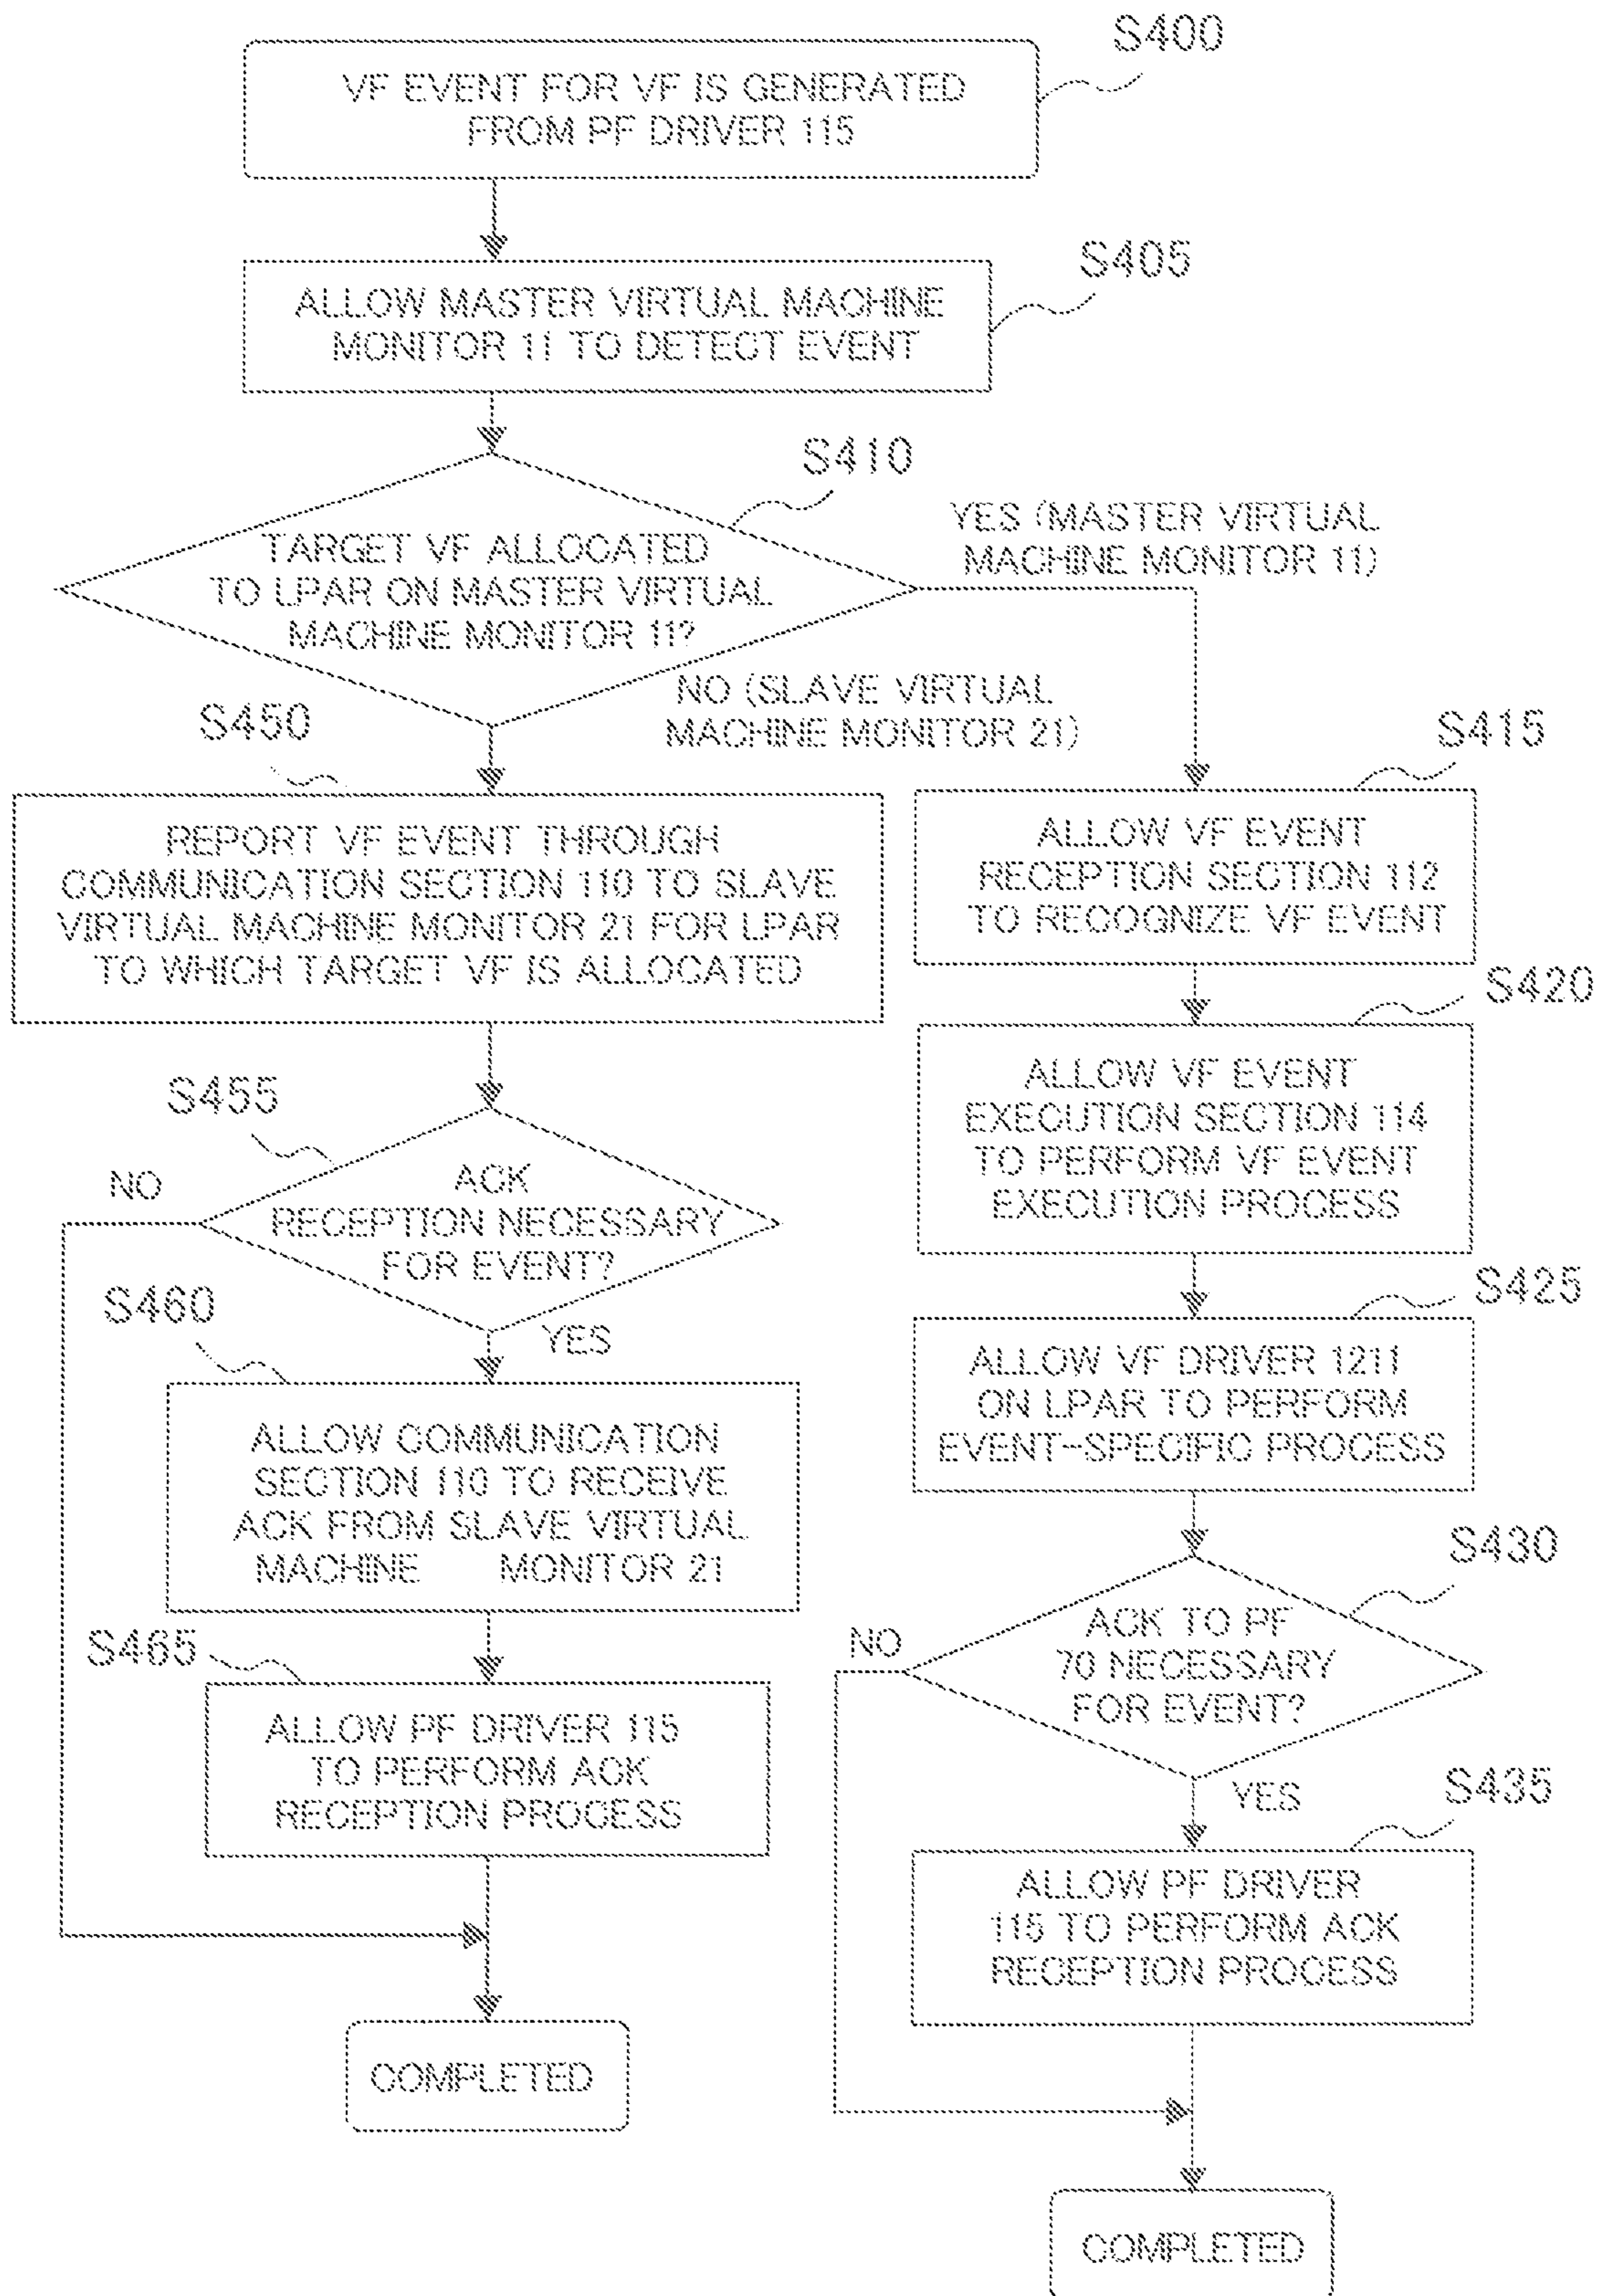 S400
VF EVENT FOR VF IS GENERATED
FROM PF DRIVER 115
S405
ALLOW MASTER VIRTUAL MACHINE
MONITOR 11 TO DETECT EVENT
S410
TARGET VF ALLOCATED
TO LPAR ON MASTER VIRTUAL
MACHINE MONITOR 11?
YES (MASTER VIRTUAL
MACHINE MONITOR 11)
NO (SLAVE VIRTUAL
MACHINE MONITOR 21)
S450
REPORT VF EVENT THROUGH
COMMUNICATION SECTION 110 TO SLAVE
VIRTUAL MACHINE MONITOR 21 FOR LPAR
TO WHICH TARGET VF IS ALLOCATED
S455
NO
ACK
RECEPTION NECESSARY
FOR EVENT?
YES
S460
ALLOW COMMUNICATION
SECTION 110 TO RECEIVE
ACK FROM SLAVE VIRTUAL
MACHINE MONITOR 21
S465
ALLOW PF DRIVER 115
TO PERFORM ACK
RECEPTION PROCESS
COMPLETED
S415
ALLOW VF EVENT
RECEPTION SECTION 112
TO RECOGNIZE VF EVENT
S420
ALLOW VF EVENT
EXECUTION SECTION 114
TO PERFORM VF EVENT
EXECUTION PROCESS
S425
ALLOW VF DRIVER 1211
ON LPAR TO PERFORM
EVENT-SPECIFIC PROCESS
S430
NO
ACK TO PF
70 NECESSARY
FOR EVENT?
YES
S435
ALLOW PF DRIVER
115 TO PERFORM ACK
RECEPTION PROCESS
COMPLETED